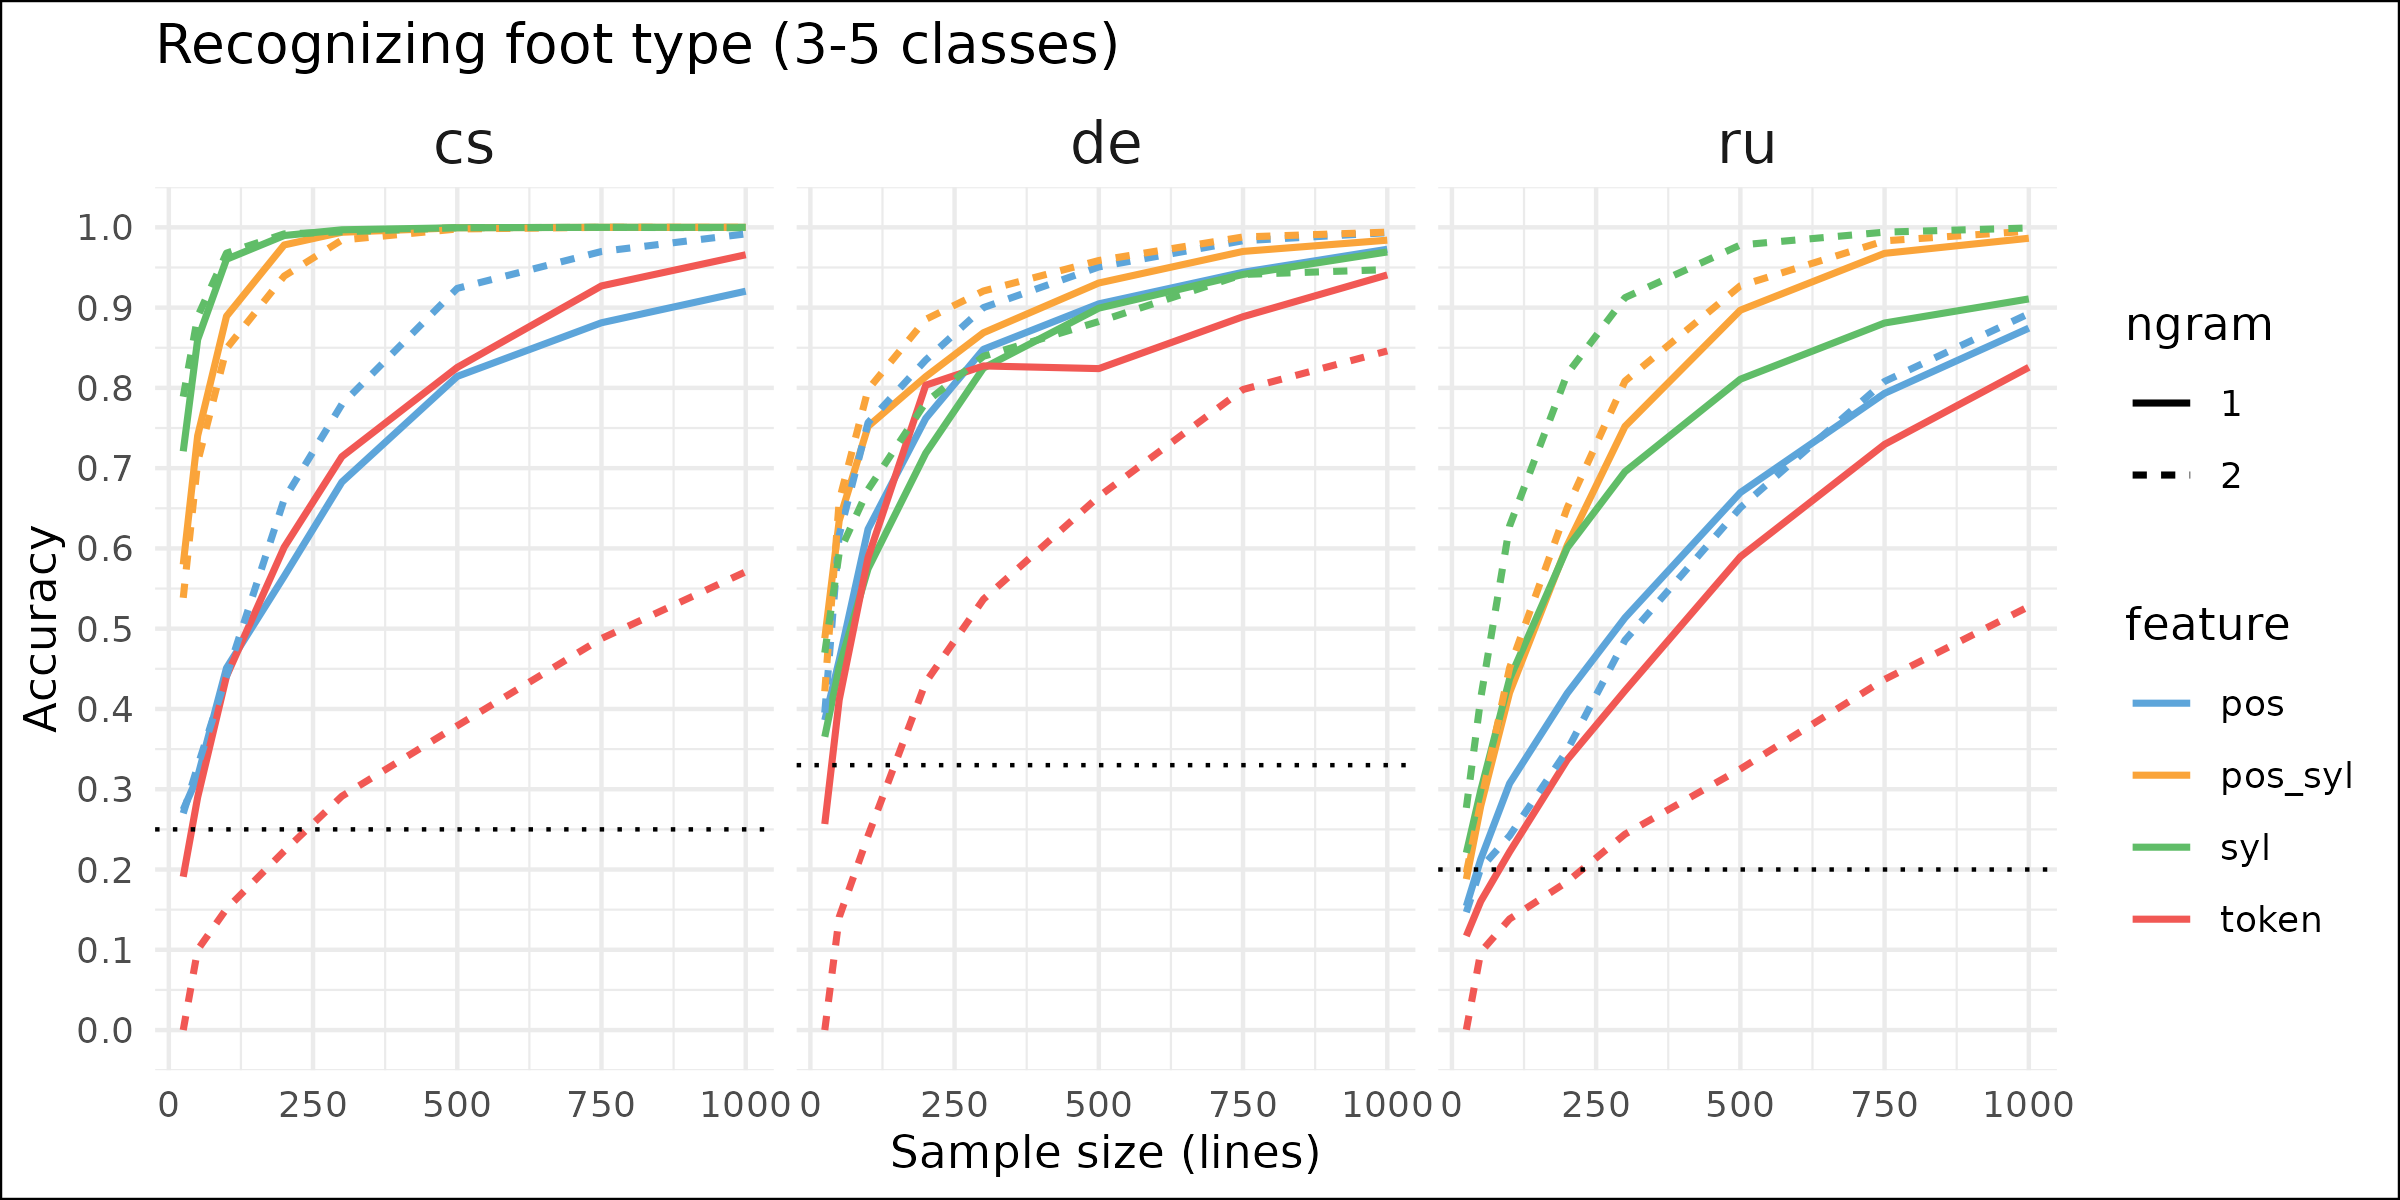 Recognizing foot type (3-5 classes)
cs de ru
1.0
0.9
0.8
0.7
0.6
0.5
0.4
0.3
0.2
0.1
0.0
Accuracy
0 250 500 750 1000 0 250 500 750 1000 0 250 500 750 1000
Sample size (lines)
ngram
1
2
feature
pos
pos_syl
syl
token